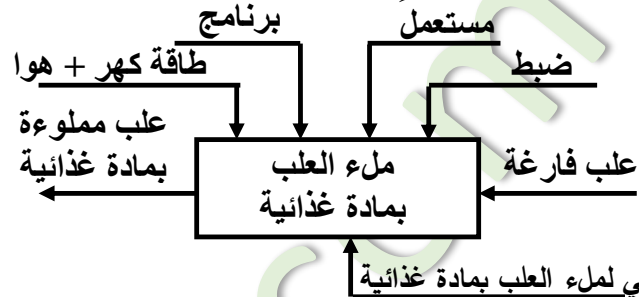 برنامج
مستعمل
طاقة كهر + هوا
ضبط
علب فارغة
ملء العلب
بمادة غذائية
علب مملوءة
بمادة غذائية
لملء العلب بمادة غذائية